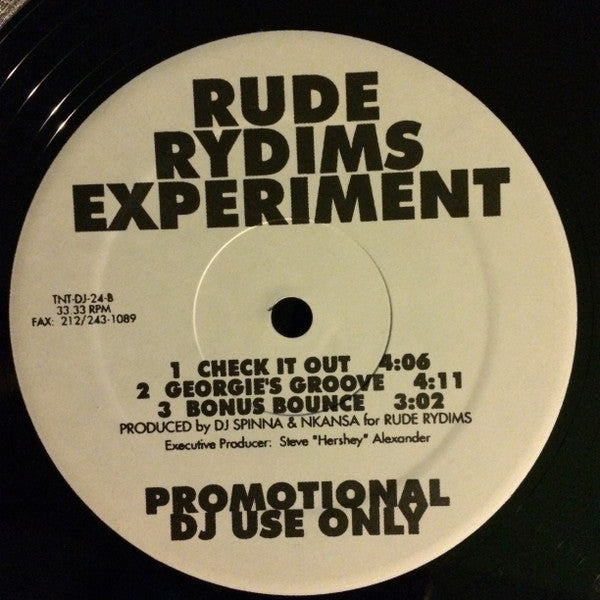 RUDE
RYDIMS
EXPERIMENT
TNT-DJ-24-B
33.33 RPM
FAX: 212/243-1089
1 CHECK IT OUT 4:06
2 GEORGIE'S GROOVE 4:11
3 BONUS BOUNCE 3:02
PRODUCED by DJ SPINNA & NKANSA for RUDE RYDIMS
Executive Producer: Steve "Hershey" Alexander
PROMOTIONAL
DJ USE ONLY